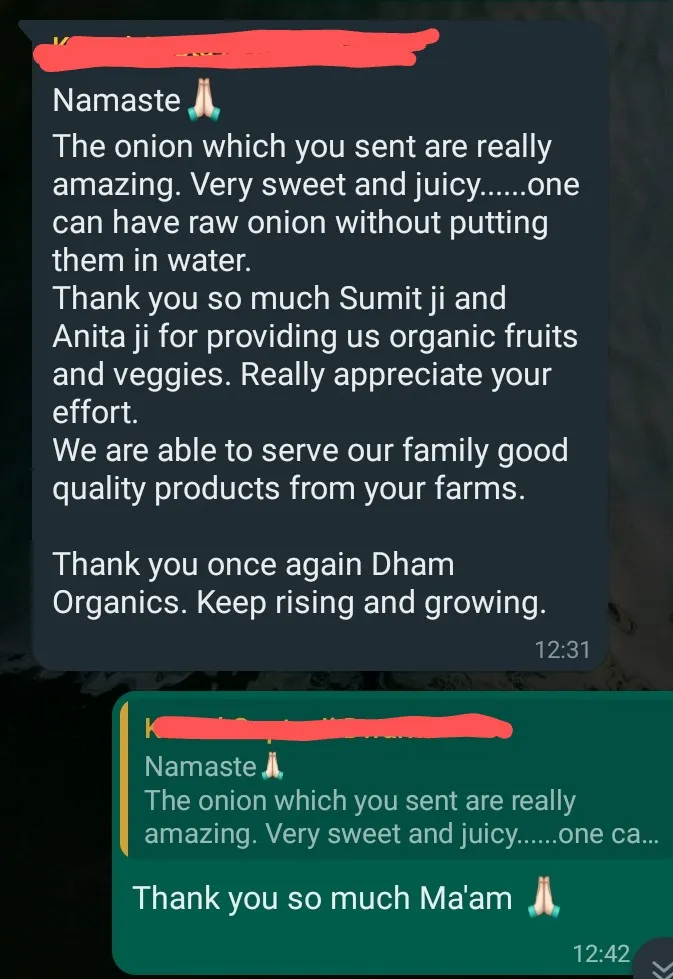 Namaste🙏🏻
The onion which you sent are really
amazing. Very sweet and juicy......one
can have raw onion without putting
them in water.
Thank you so much Sumit ji and
Anita ji for providing us organic fruits
and veggies. Really appreciate your
effort.
We are able to serve our family good
quality products from your farms.
Thank you once again Dham
Organics. Keep rising and growing.
12:31
Namaste🙏🏻
The onion which you sent are really
amazing. Very sweet and juicy......one ca...
Thank you so much Ma'am 🙏🏻
12:42